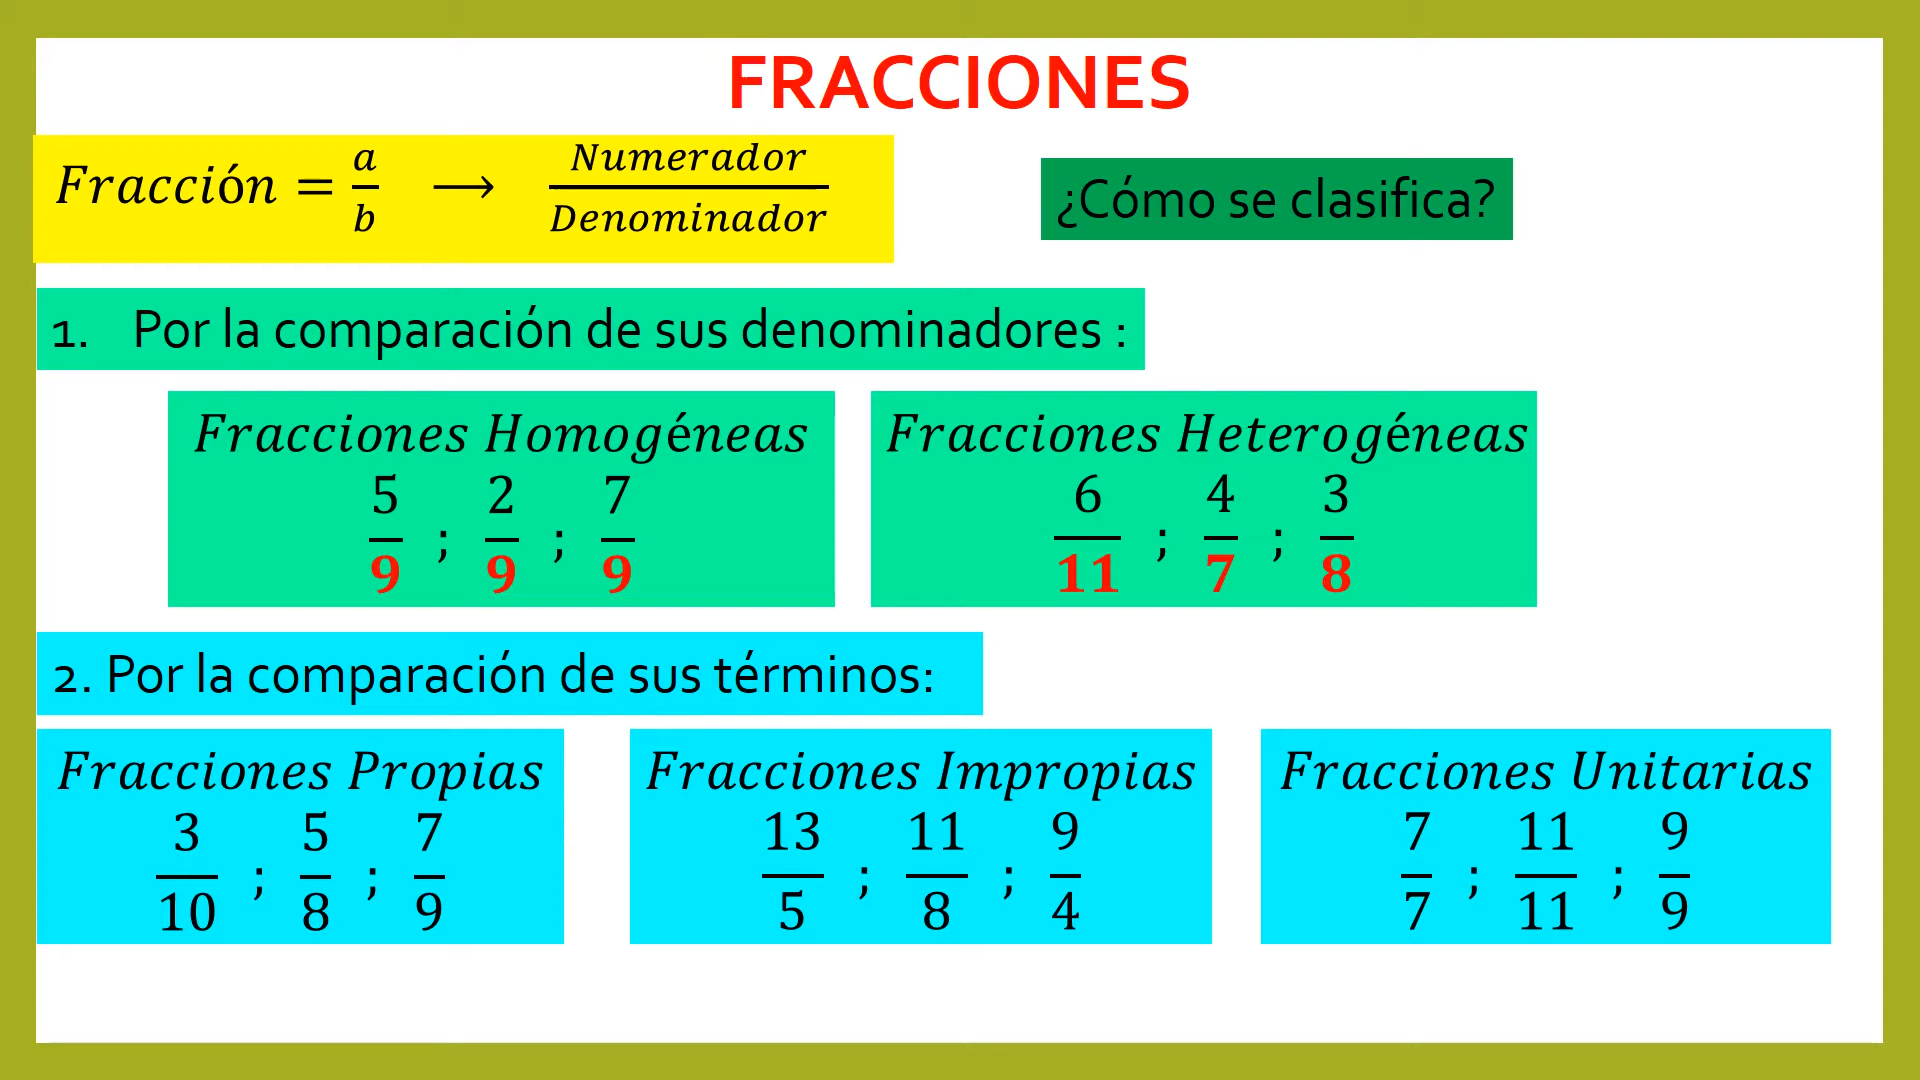 FRACCIONES
Fracción = a/b ⟶ Numerador/Denominador
¿Cómo se clasifica?
1. Por la comparación de sus denominadores :
Fracciones Homogéneas
5/9 ; 2/9 ; 7/9
Fracciones Heterogéneas
6/11 ; 4/7 ; 3/8
2. Por la comparación de sus términos:
Fracciones Propias
3/10 ; 5/8 ; 7/9
Fracciones Impropias
13/5 ; 11/8 ; 9/4
Fracciones Unitarias
7/7 ; 11/11 ; 9/9